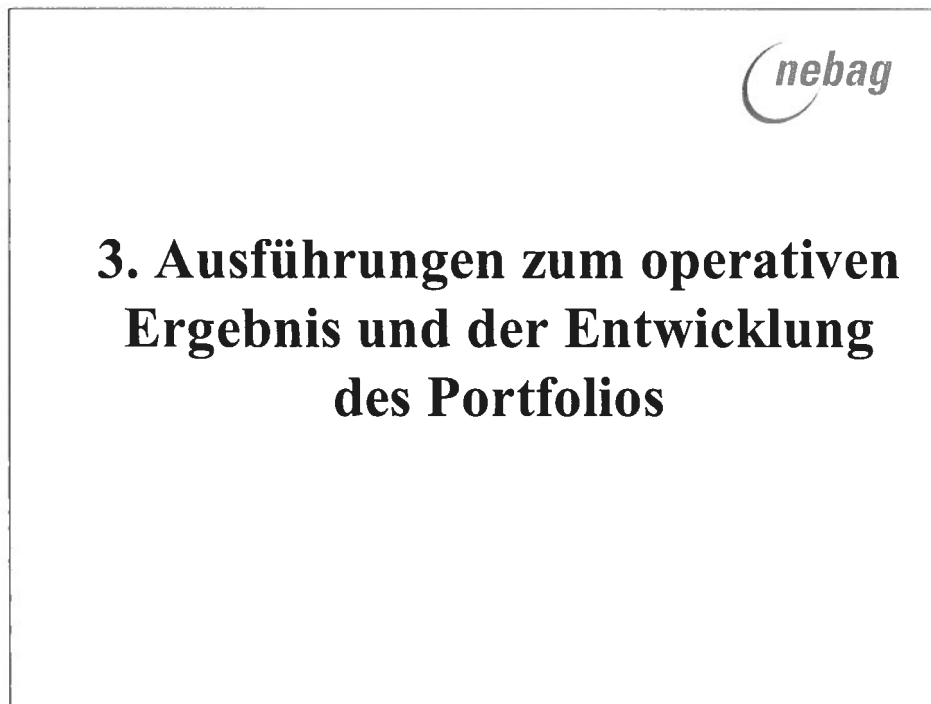 nebag
3. Ausführungen zum operativen
Ergebnis und der Entwicklung
des Portfolios